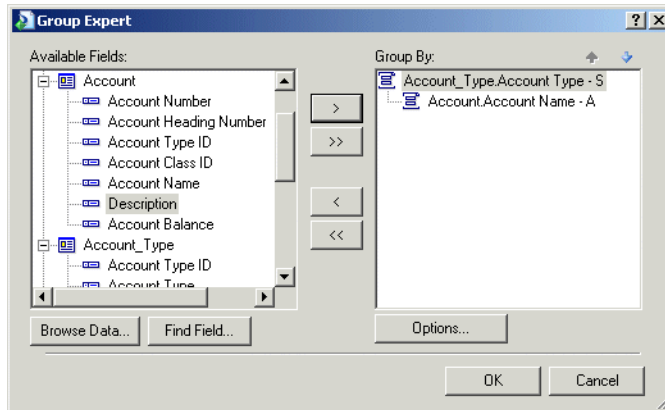 Group Expert
Available Fields:
Account
Account Number
Account Heading Number
Account Type ID
Account Class ID
Account Name
Description
Account Balance
Account_Type
Account Type ID
Account Type
Browse Data...
Find Field...
>
>>
<
<<
Group By:
Account_Type.Account Type - S
Account.Account Name - A
Options...
OK
Cancel